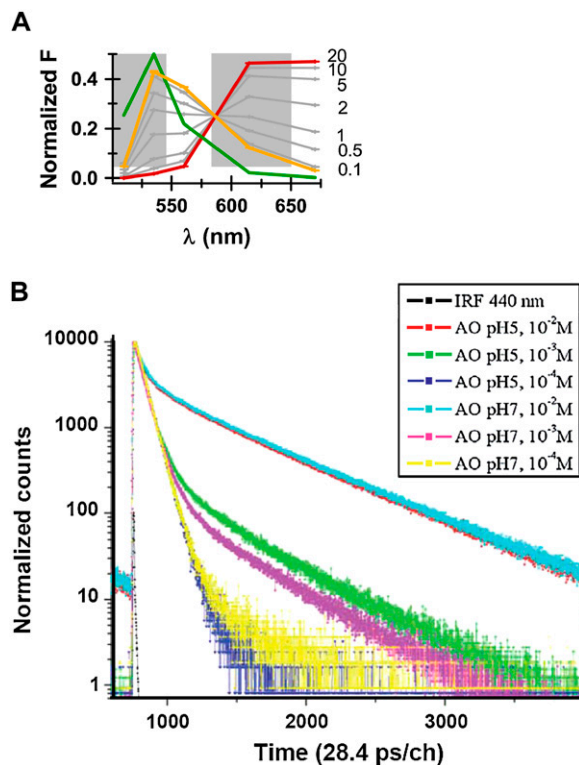 A
Normalized F
0.4
0.2
0.0
550
600
650
λ (nm)
20
10
5
2
1
0.5
0.1
B
Normalized counts
10000
1000
100
10
1
1000
2000
3000
Time (28.4 ps/ch)
IRF 440 nm
AO pH5, 10⁻²M
AO pH5, 10⁻³M
AO pH5, 10⁻⁴M
AO pH7, 10⁻²M
AO pH7, 10⁻³M
AO pH7, 10⁻⁴M